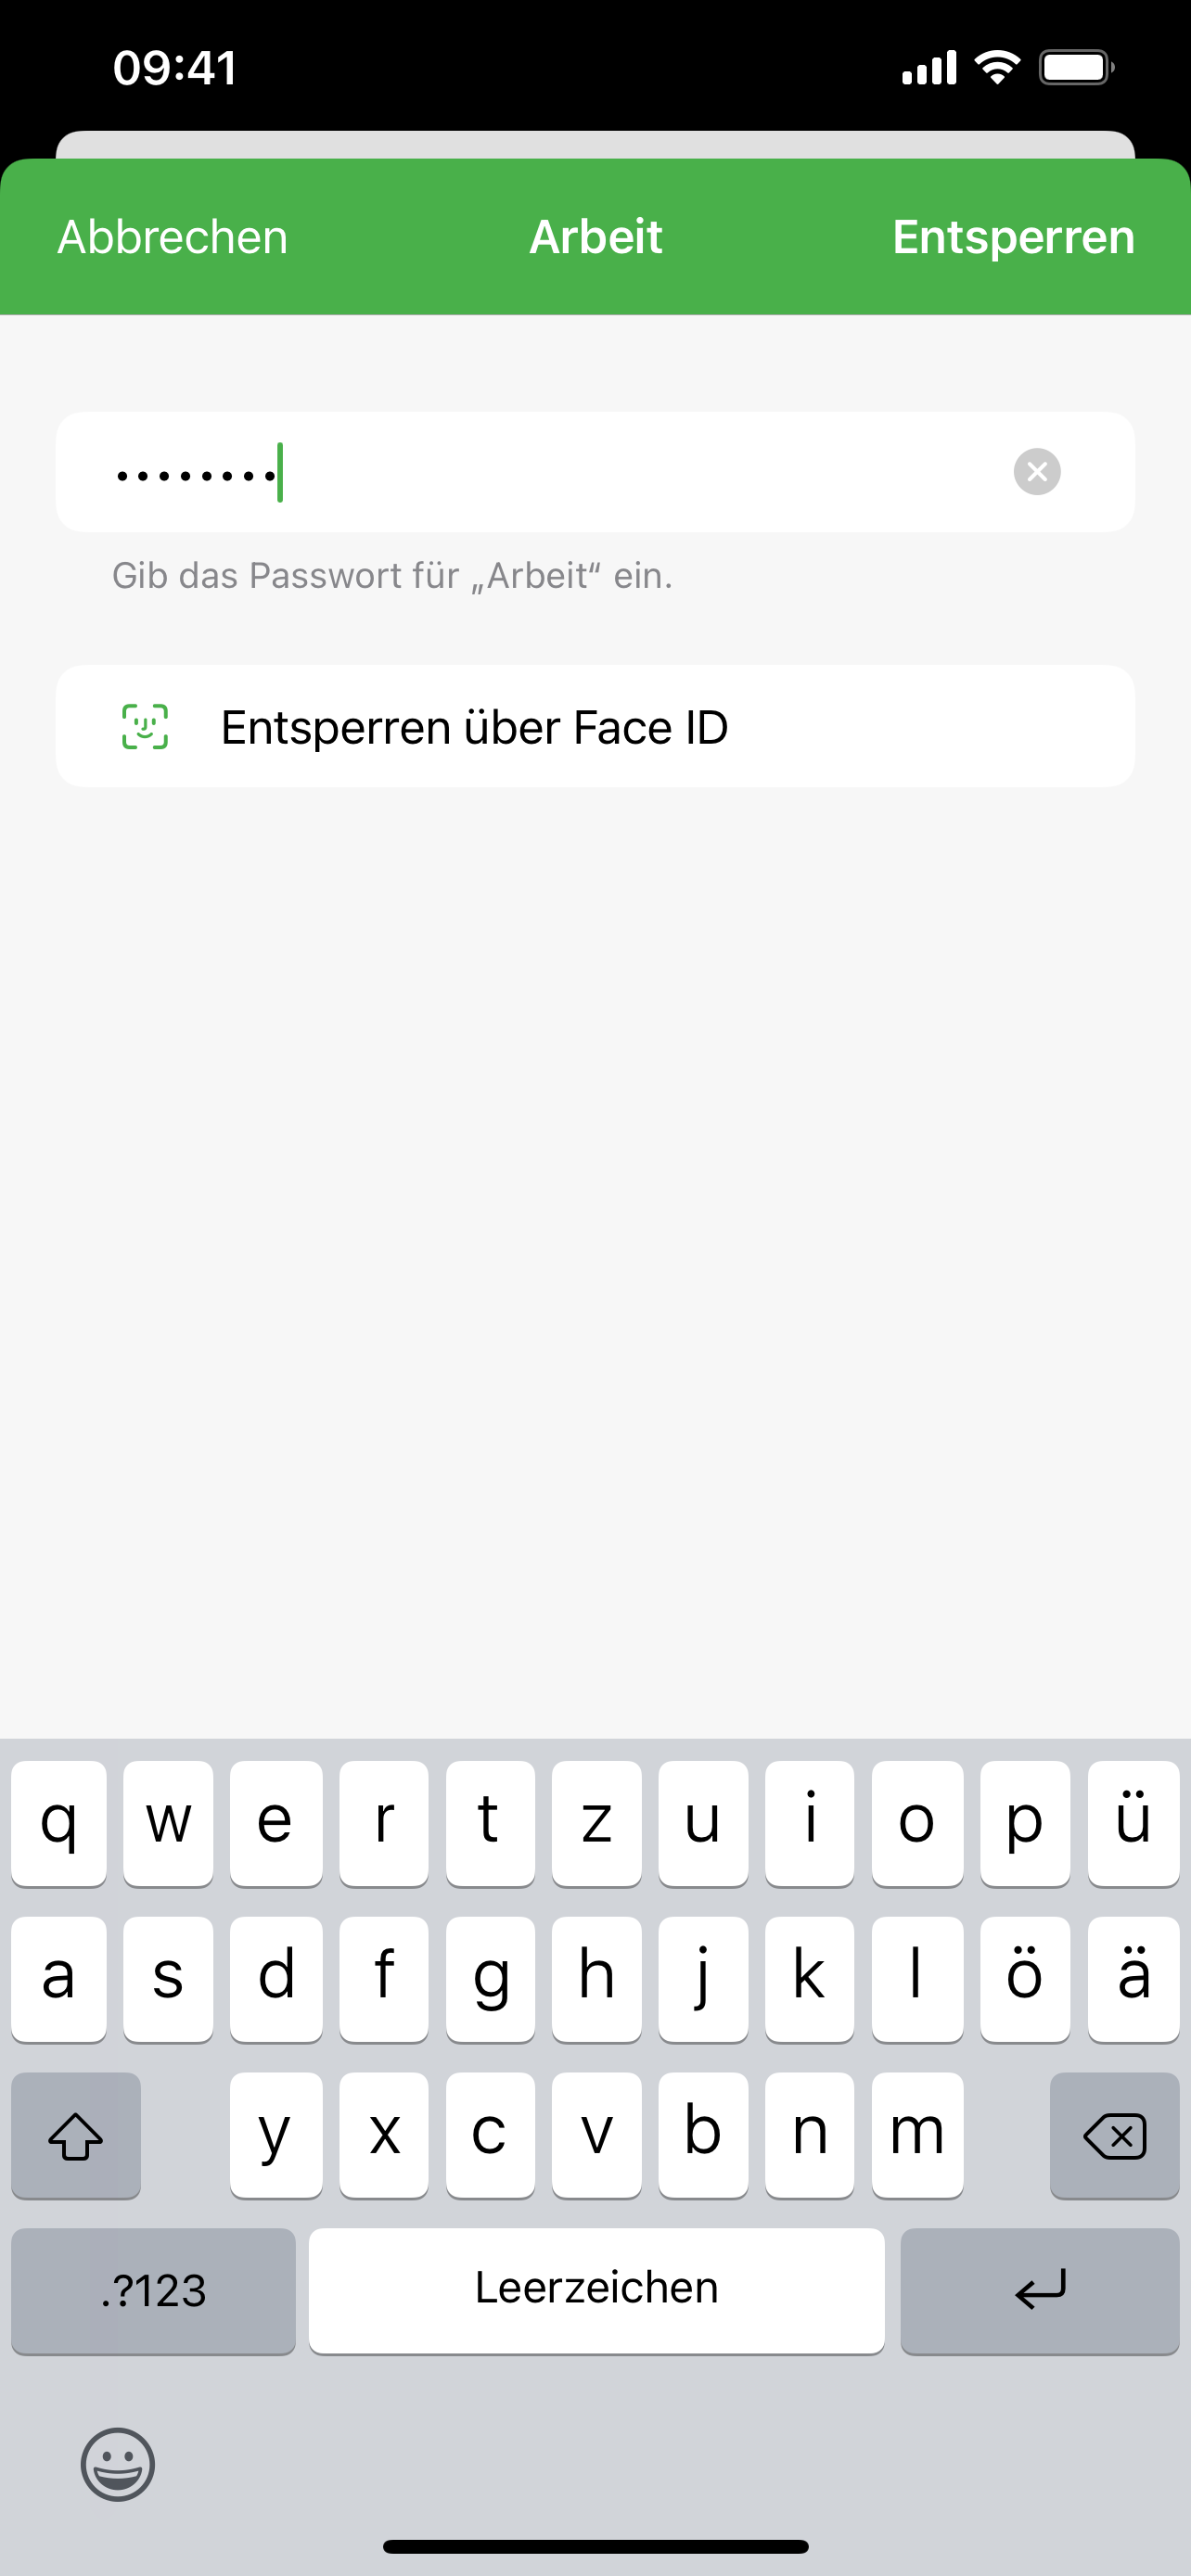 09:41
Abbrechen Arbeit Entsperren
••••••••
Gib das Passwort für „Arbeit“ ein.
Entsperren über Face ID
q w e r t z u i o p ü
a s d f g h j k l ö ä
y x c v b n m
.?123 Leerzeichen